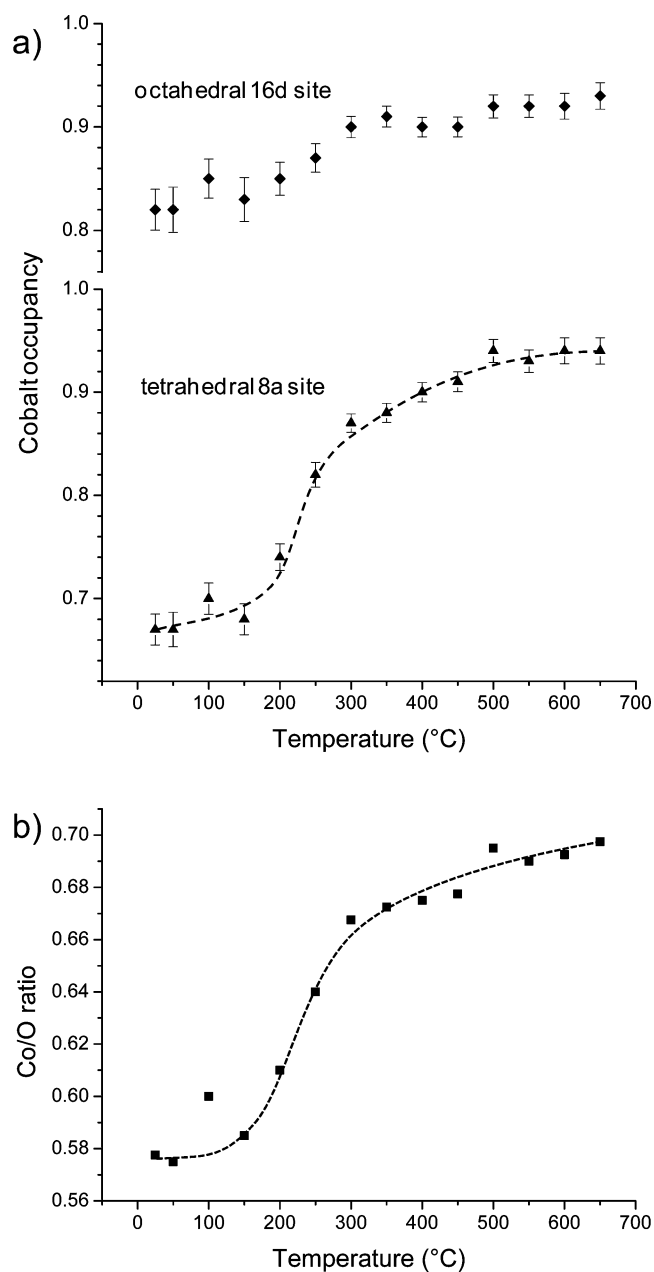 a)
1.0
octahedral 16d site
0.9
0.8
1.0
Cobalt occupancy
tetrahedral 8a site
0.9
0.8
0.7
0 100 200 300 400 500 600 700
Temperature (°C)
b)
0.70
0.68
0.66
0.64
Co/O ratio
0.62
0.60
0.58
0.56
0 100 200 300 400 500 600 700
Temperature (°C)